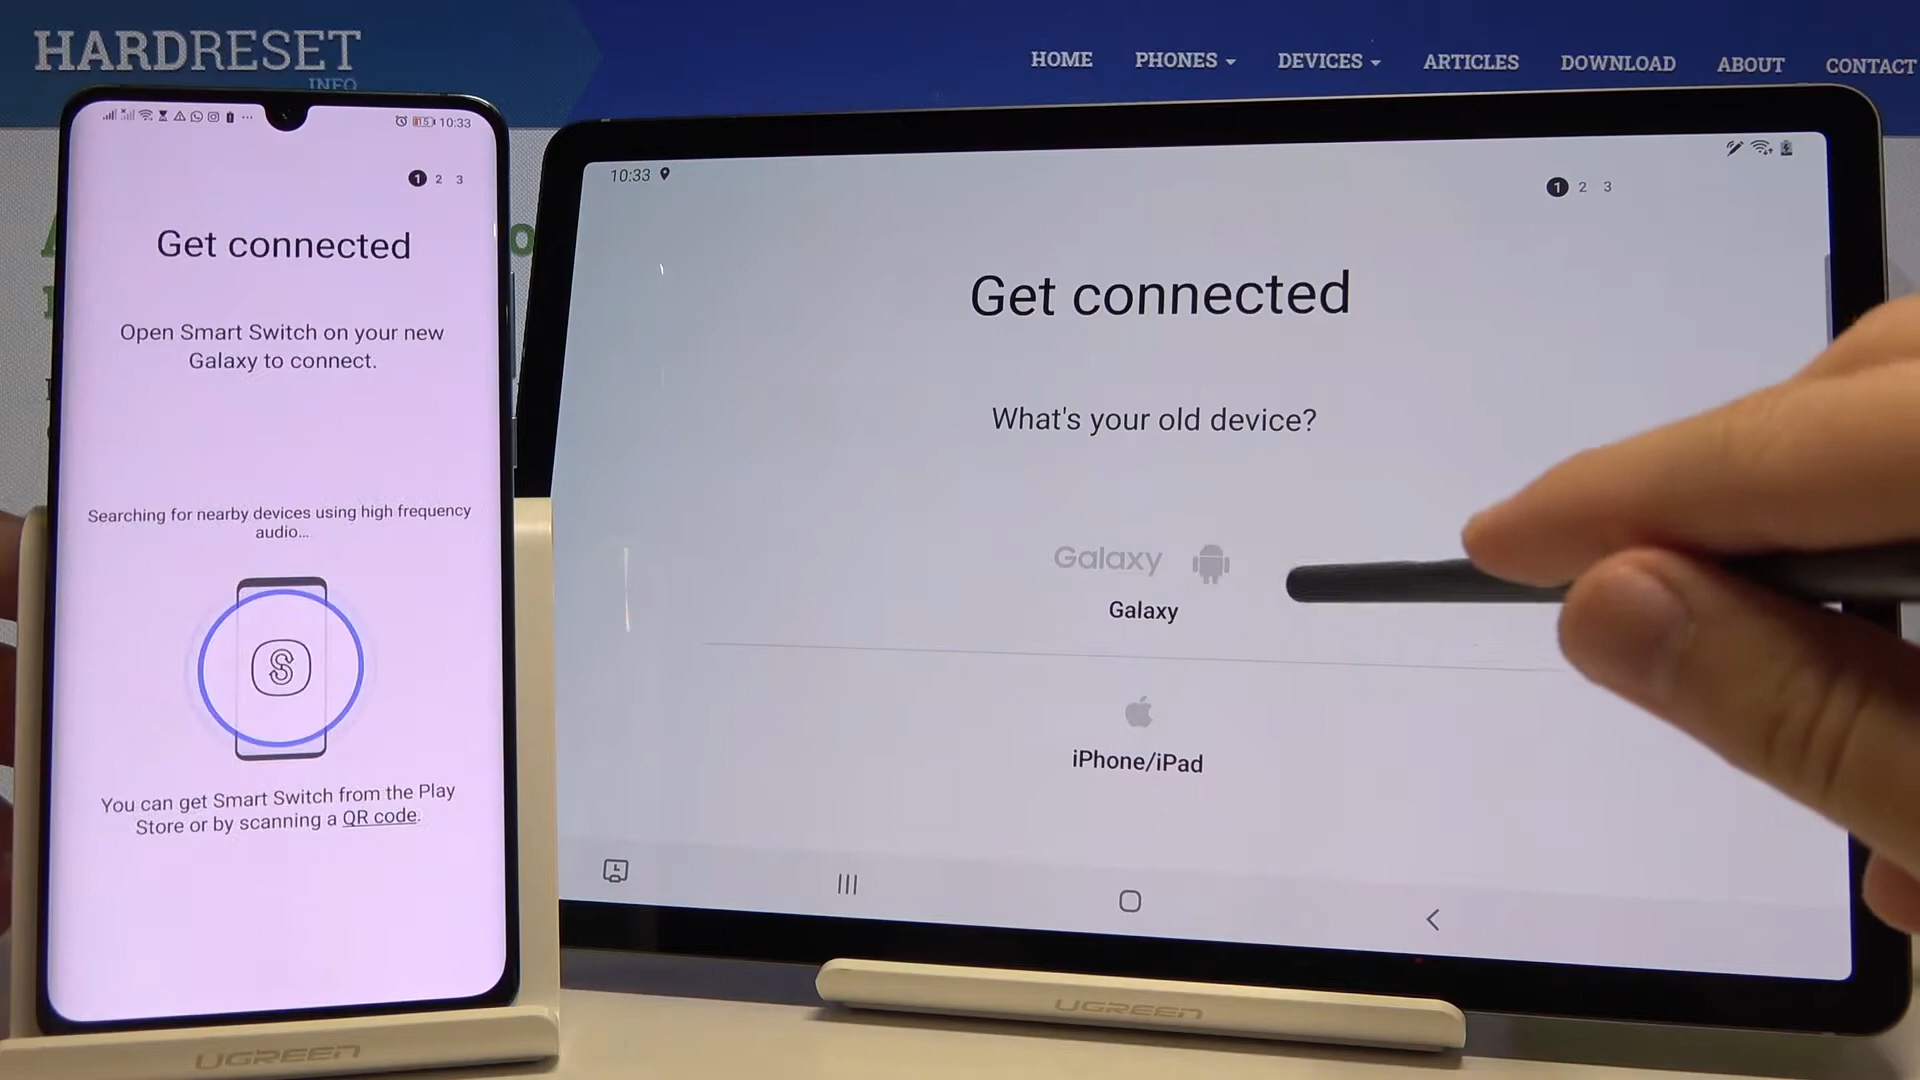 HARDRESET
INFO
HOME PHONES DEVICES ARTICLES DOWNLOAD ABOUT CONTACT
15 10:33
1 2 3
Get connected
Open Smart Switch on your new
Galaxy to connect.
Searching for nearby devices using high frequency
audio...
S
You can get Smart Switch from the Play
Store or by scanning a QR code.
UGREEN
10:33
1 2 3
Get connected
What's your old device?
Galaxy
Galaxy
iPhone/iPad
UGREEN